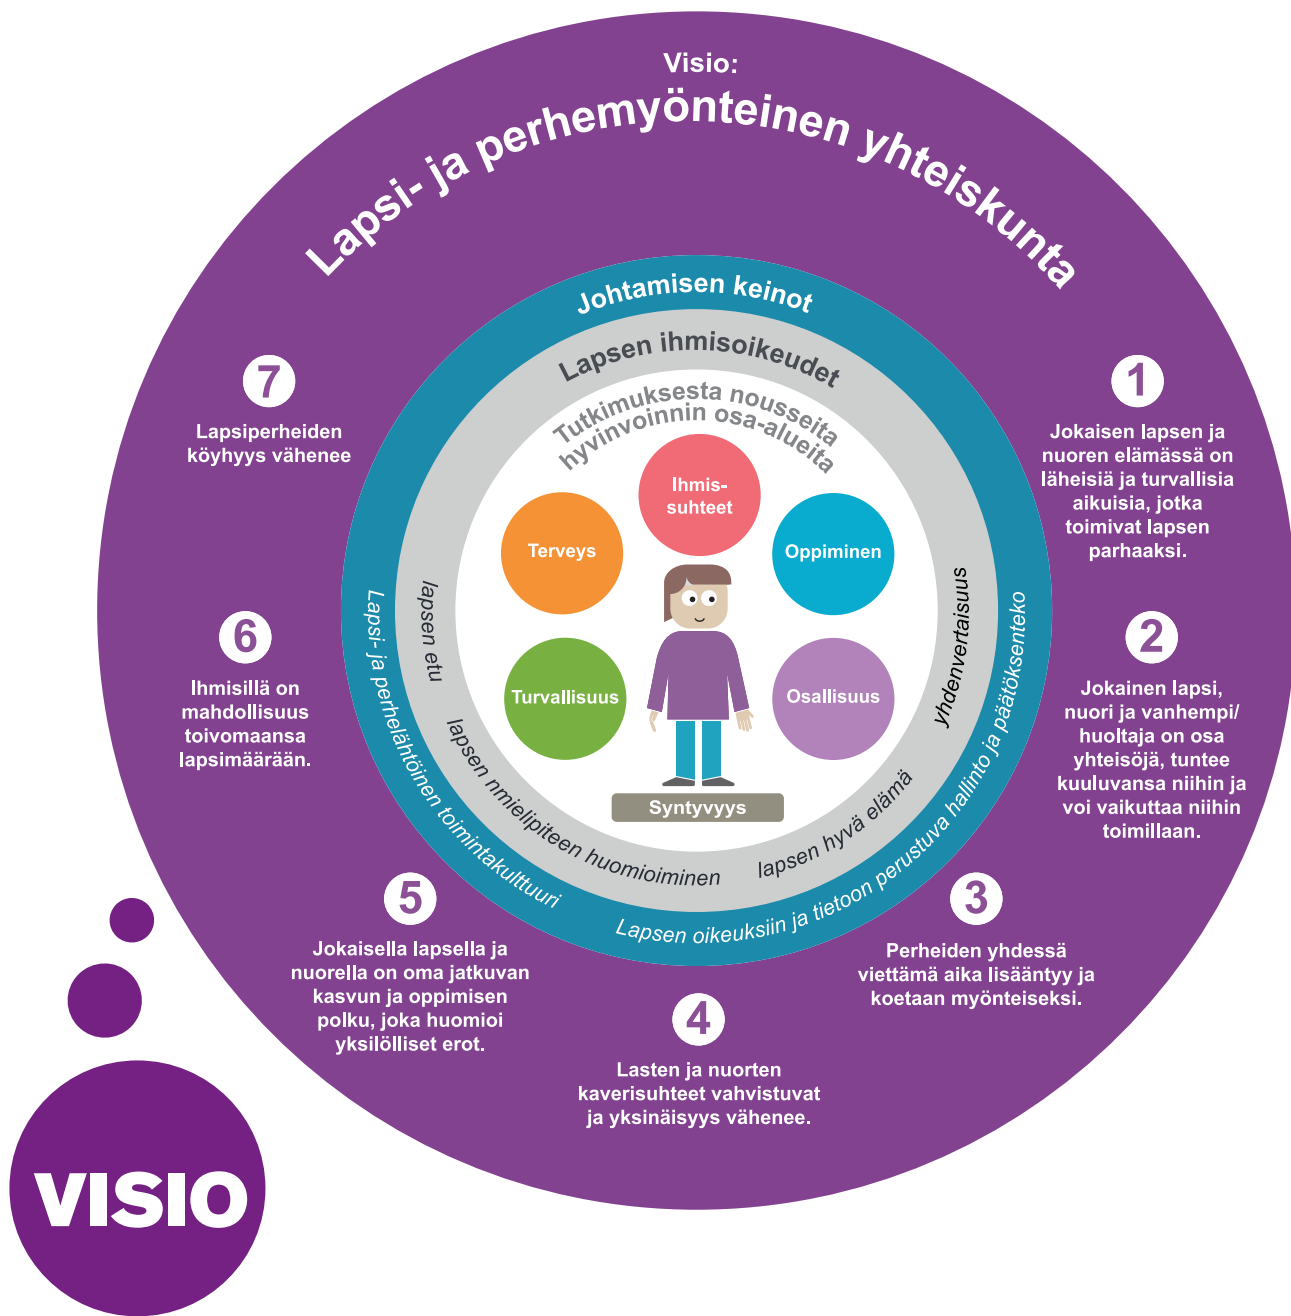 Visio:
Lapsi- ja perhemyönteinen yhteiskunta
Johtamisen keinot
Lapsen ihmisoikeudet
Tutkimuksesta nousseita
hyvinvoinnin osa-alueita
Ihmis-
suhteet
Terveys
Oppiminen
Turvallisuus
Osallisuus
Syntyvyys
lapsen etu
lapsen nmielipiteen huomioiminen
lapsen hyvä elämä
yhdenvertaisuus
Lapsi- ja perhelähtöinen toimintakulttuuri
Lapsen oikeuksiin ja tietoon perustuva hallinto ja päätöksenteko
1
Jokaisen lapsen ja
nuoren elämässä on
läheisiä ja turvallisia
aikuisia, jotka
toimivat lapsen
parhaaksi.
2
Jokainen lapsi,
nuori ja vanhempi/
huoltaja on osa
yhteisöjä, tuntee
kuuluvansa niihin ja
voi vaikuttaa niihin
toimillaan.
3
Perheiden yhdessä
viettämä aika lisääntyy ja
koetaan myönteiseksi.
4
Lasten ja nuorten
kaverisuhteet vahvistuvat
ja yksinäisyys vähenee.
5
Jokaisella lapsella ja
nuorella on oma jatkuvan
kasvun ja oppimisen
polku, joka huomioi
yksilölliset erot.
6
Ihmisillä on
mahdollisuus
toivomaansa
lapsimäärään.
7
Lapsiperheiden
köyhyys vähenee
VISIO